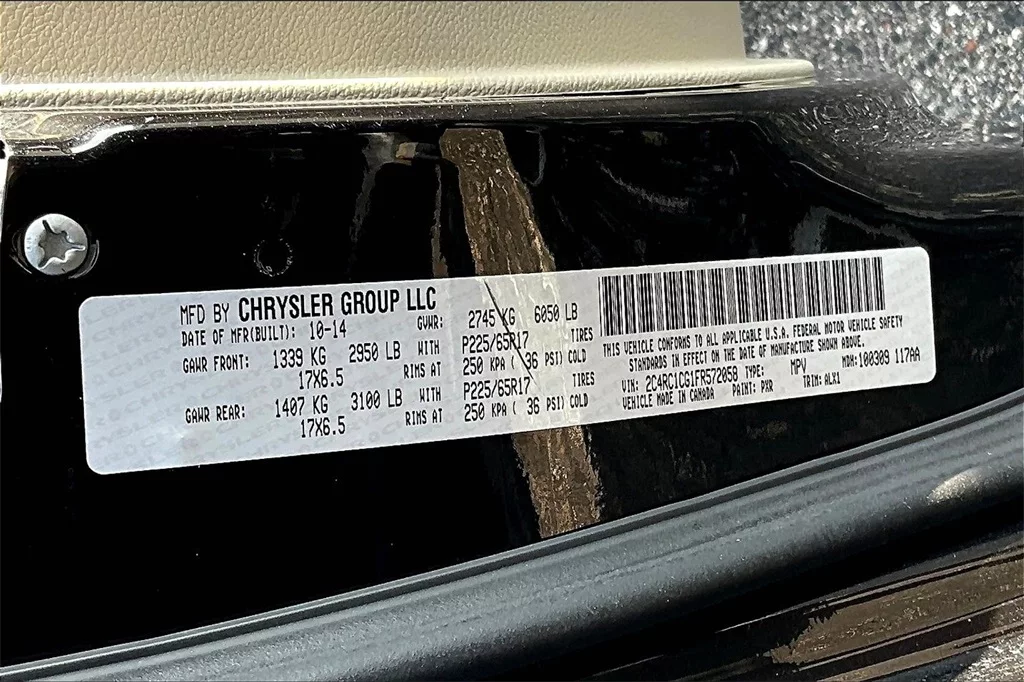 MFD BY CHRYSLER GROUP LLC
DATE OF MFR(BUILT): 10-14 GVWR: 2745 KG 6050 LB
GAWR FRONT: 1339 KG 2950 LB WITH P225/65R17 TIRES
17X6.5 RIMS AT 250 KPA ( 36 PSI) COLD
GAWR REAR: 1407 KG 3100 LB WITH P225/65R17 TIRES
17X6.5 RIMS AT 250 KPA ( 36 PSI) COLD
THIS VEHICLE CONFORMS TO ALL APPLICABLE U.S.A. FEDERAL MOTOR VEHICLE SAFETY
STANDARDS IN EFFECT ON THE DATE OF MANUFACTURE SHOWN ABOVE.
VIN: 2C4RC1CG1FR572058 TYPE: MPV MDH: 100309 117AA
VEHICLE MADE IN CANADA PAINT: PXR TRIM: ALX1